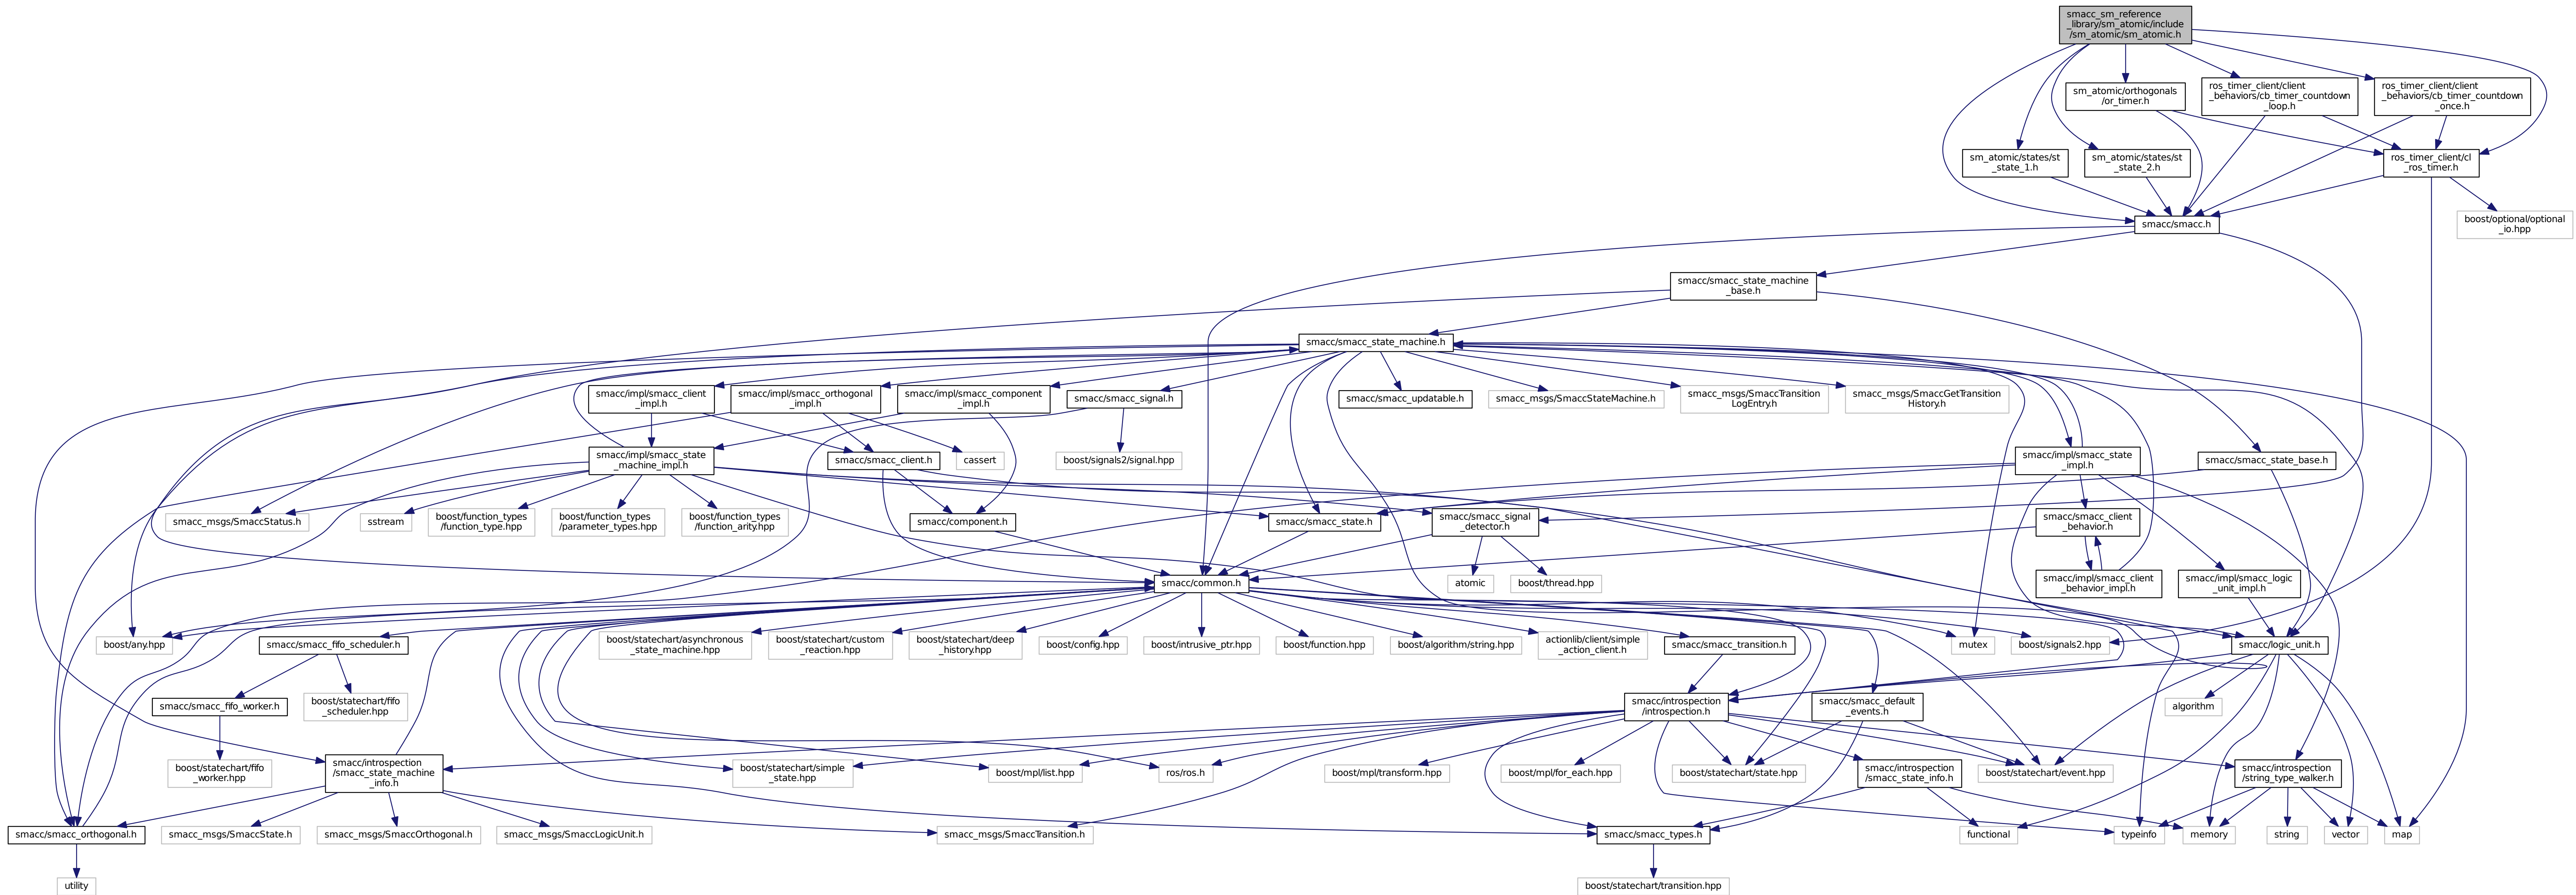 smacc_sm_reference
_library/sm_atomic/include
/sm_atomic/sm_atomic.h
sm_atomic/orthogonals
/or_timer.h
ros_timer_client/client
_behaviors/cb_timer_countdown
_loop.h
ros_timer_client/client
_behaviors/cb_timer_countdown
_once.h
sm_atomic/states/st
_state_1.h
sm_atomic/states/st
_state_2.h
ros_timer_client/cl
_ros_timer.h
smacc/smacc.h
boost/optional/optional
_io.hpp
smacc/smacc_state_machine
_base.h
smacc/smacc_state_machine.h
smacc/impl/smacc_client
_impl.h
smacc/impl/smacc_orthogonal
_impl.h
smacc/impl/smacc_component
_impl.h
smacc/smacc_signal.h
smacc/smacc_updatable.h
smacc_msgs/SmaccStateMachine.h
smacc_msgs/SmaccTransition
LogEntry.h
smacc_msgs/SmaccGetTransition
History.h
smacc/impl/smacc_state
_machine_impl.h
smacc/smacc_client.h
cassert
boost/signals2/signal.hpp
smacc/impl/smacc_state
_impl.h
smacc/smacc_state_base.h
smacc_msgs/SmaccStatus.h
sstream
boost/function_types
/function_type.hpp
boost/function_types
/parameter_types.hpp
boost/function_types
/function_arity.hpp
smacc/component.h
smacc/smacc_state.h
smacc/smacc_signal
_detector.h
smacc/smacc_client
_behavior.h
smacc/common.h
atomic
boost/thread.hpp
smacc/impl/smacc_client
_behavior_impl.h
smacc/impl/smacc_logic
_unit_impl.h
boost/any.hpp
smacc/smacc_fifo_scheduler.h
boost/statechart/asynchronous
_state_machine.hpp
boost/statechart/custom
_reaction.hpp
boost/statechart/deep
_history.hpp
boost/config.hpp
boost/intrusive_ptr.hpp
boost/function.hpp
boost/algorithm/string.hpp
actionlib/client/simple
_action_client.h
smacc/smacc_transition.h
mutex
boost/signals2.hpp
smacc/logic_unit.h
smacc/smacc_fifo_worker.h
boost/statechart/fifo
_scheduler.hpp
smacc/introspection
/introspection.h
smacc/smacc_default
_events.h
algorithm
boost/statechart/fifo
_worker.hpp
smacc/introspection
/smacc_state_machine
_info.h
boost/statechart/simple
_state.hpp
boost/mpl/list.hpp
ros/ros.h
boost/mpl/transform.hpp
boost/mpl/for_each.hpp
boost/statechart/state.hpp
smacc/introspection
/smacc_state_info.h
boost/statechart/event.hpp
smacc/introspection
/string_type_walker.h
smacc/smacc_orthogonal.h
smacc_msgs/SmaccState.h
smacc_msgs/SmaccOrthogonal.h
smacc_msgs/SmaccLogicUnit.h
smacc_msgs/SmaccTransition.h
smacc/smacc_types.h
functional
typeinfo
memory
string
vector
map
utility
boost/statechart/transition.hpp